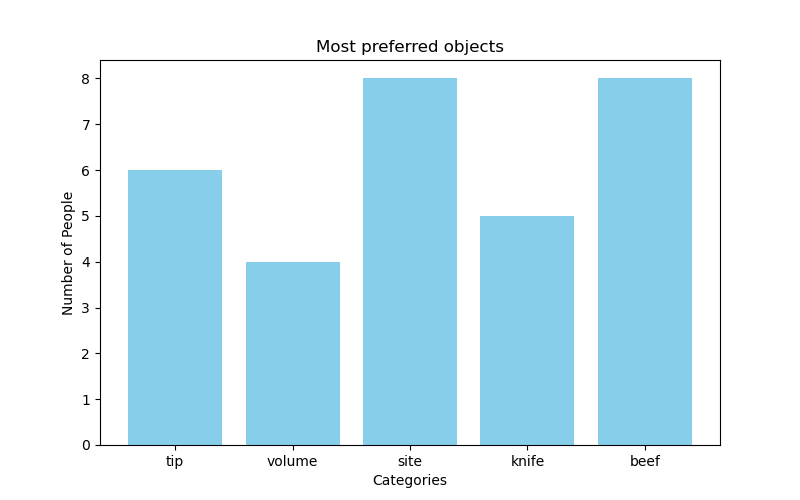 Most preferred objects
Number of People
8
7
6
5
4
3
2
1
0
tip volume site knife beef
Categories